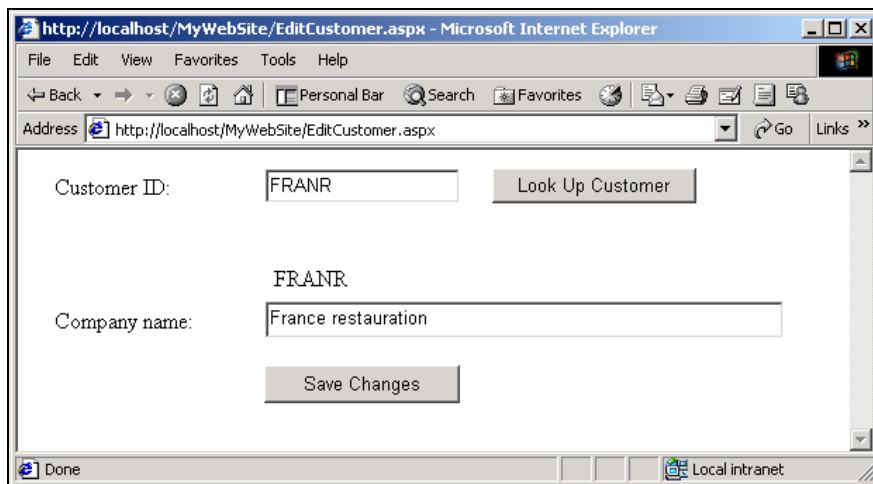 http://localhost/MyWebSite/EditCustomer.aspx - Microsoft Internet Explorer
File Edit View Favorites Tools Help
Back Personal Bar Search Favorites
Address http://localhost/MyWebSite/EditCustomer.aspx Go Links »
Customer ID: FRANR Look Up Customer
FRANR
Company name: France restauration
Save Changes
Done Local intranet